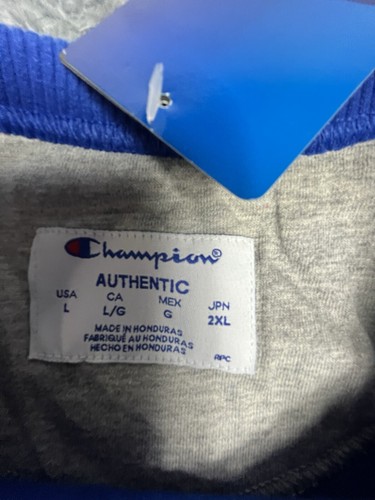 Champion®
AUTHENTIC
USA CA MEX JPN
L L/G G 2XL
MADE IN HONDURAS
FABRIQUÉ AU HONDURAS
HECHO EN HONDURAS
RPC